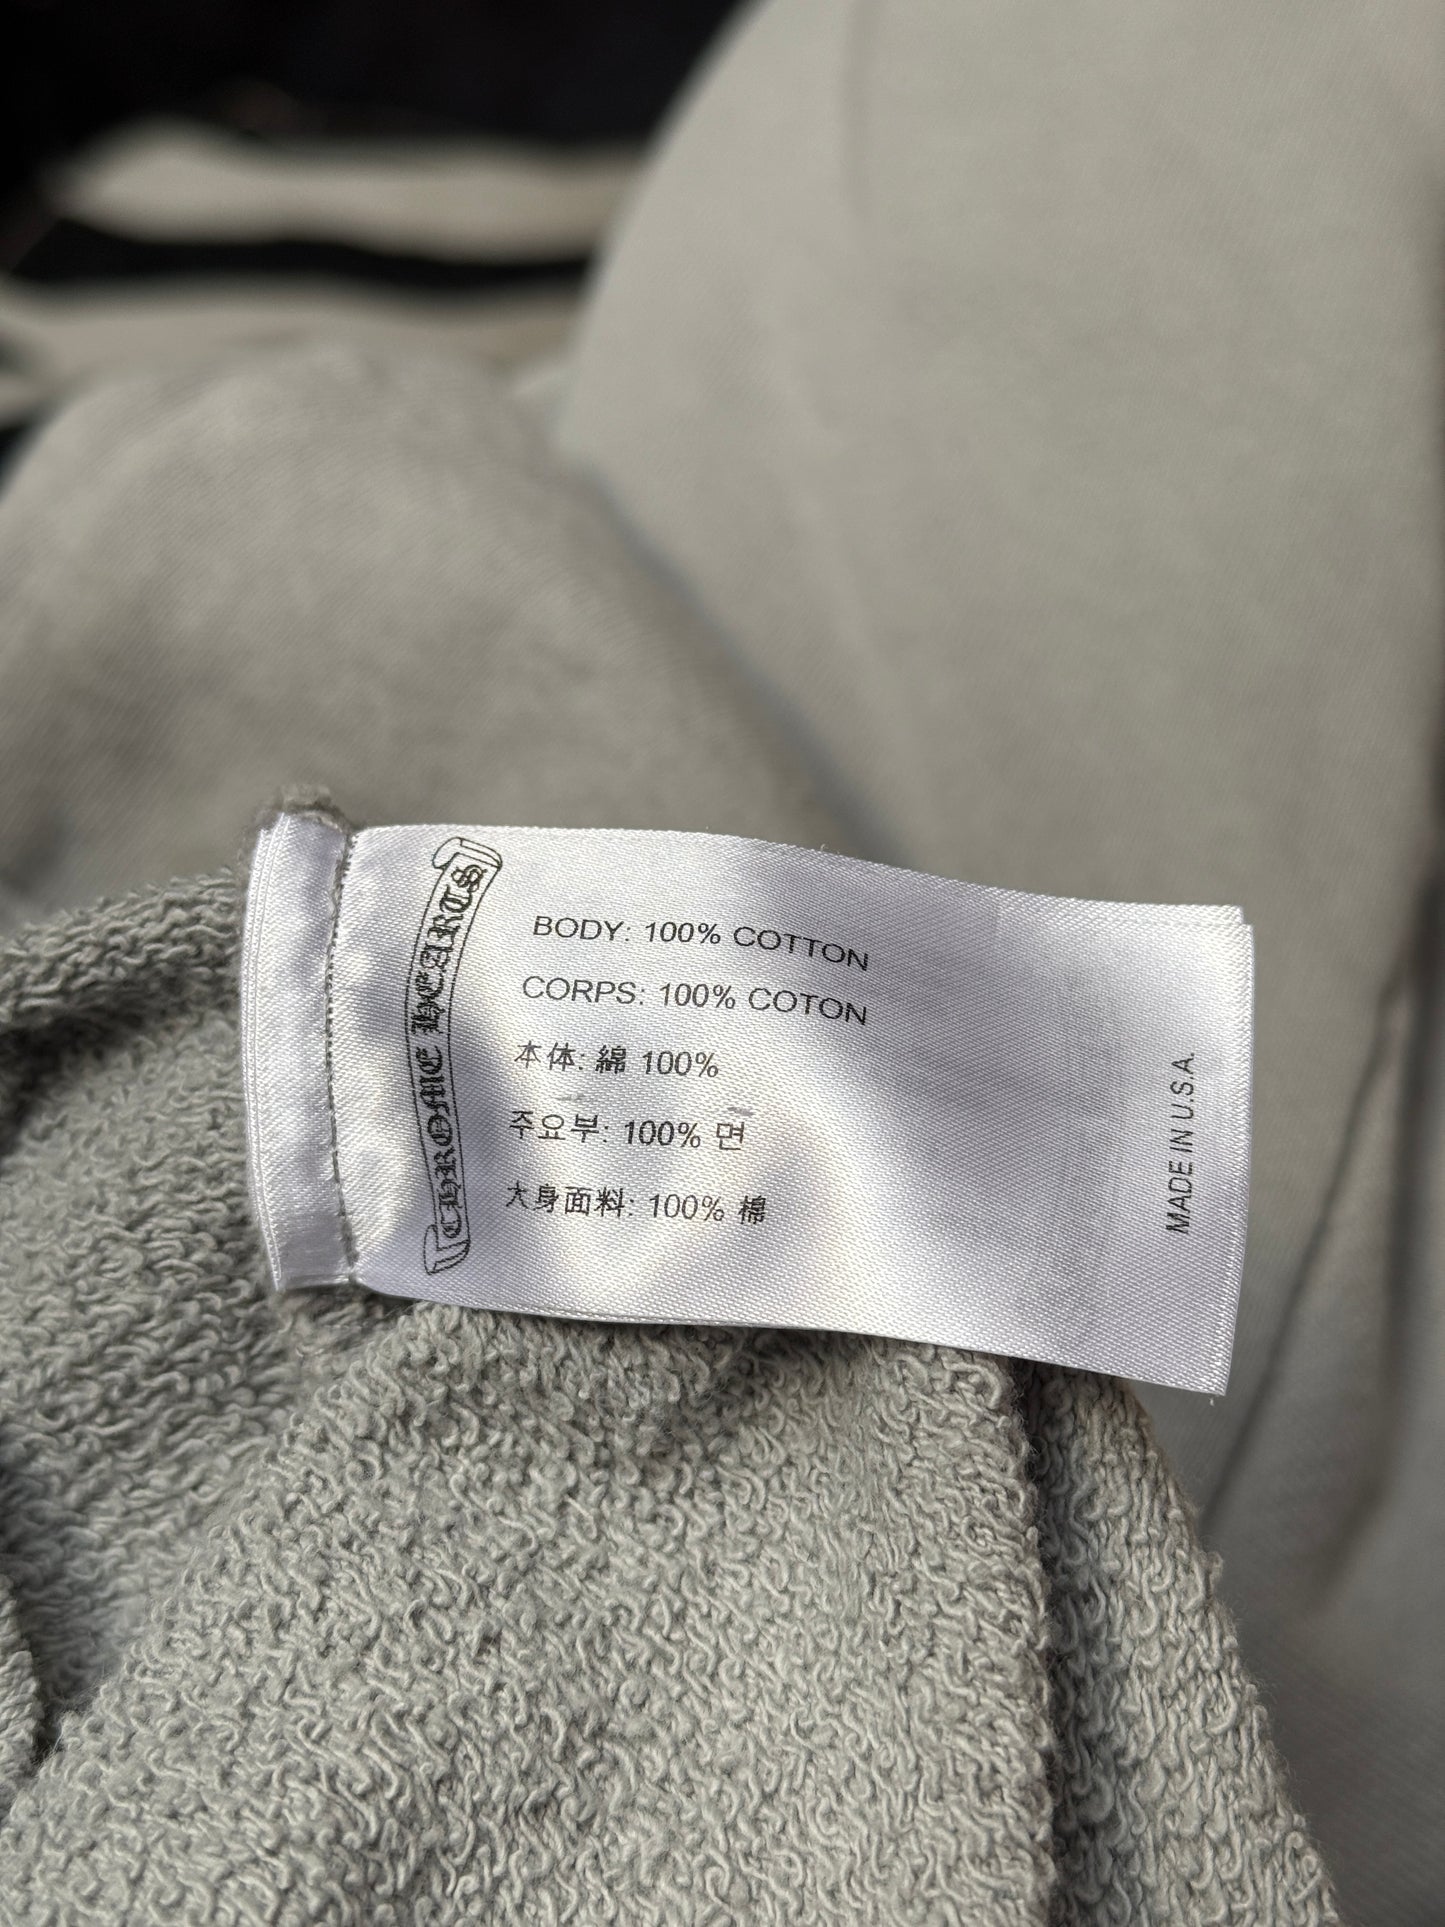 CHROME HEARTS
BODY: 100% COTTON
CORPS: 100% COTON
本体: 綿 100%
주요부: 100% 면
大身面料: 100% 棉
MADE IN U.S.A.